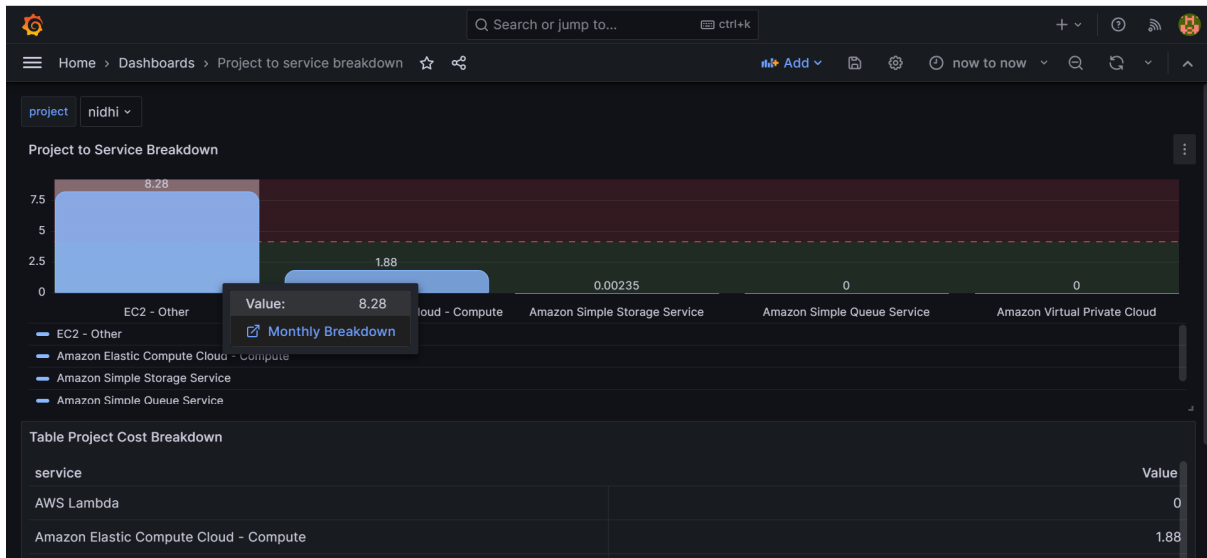 Search or jump to... ctrl+k
Home › Dashboards › Project to service breakdown Add now to now
project nidhi
Project to Service Breakdown
8.28
7.5
5
2.5
0
1.88
0.00235
0
0
EC2 - Other loud - Compute Amazon Simple Storage Service Amazon Simple Queue Service Amazon Virtual Private Cloud
Value: 8.28
Monthly Breakdown
EC2 - Other
Amazon Elastic Compute Cloud - Compute
Amazon Simple Storage Service
Amazon Simple Queue Service
Table Project Cost Breakdown
service Value
AWS Lambda 0
Amazon Elastic Compute Cloud - Compute 1.88